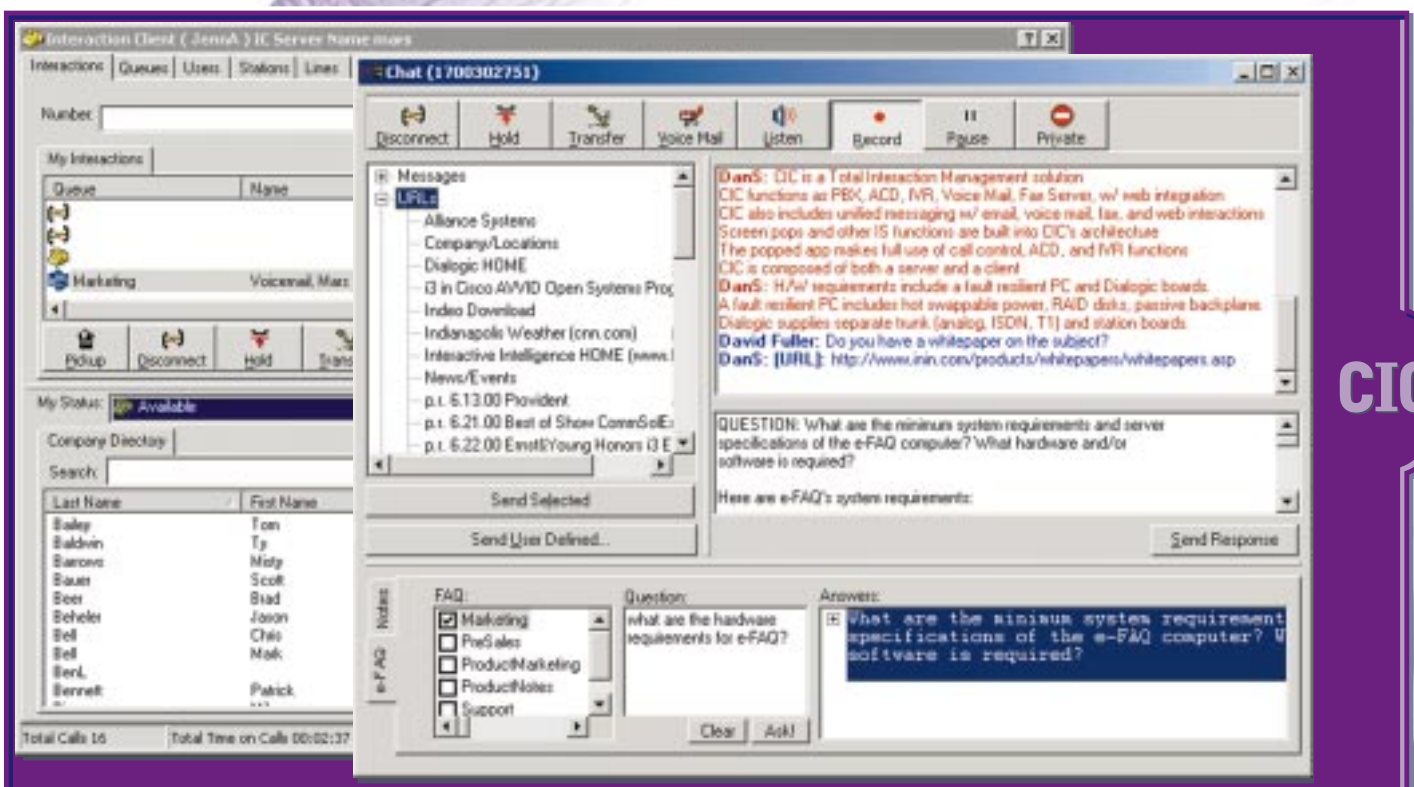 Interaction Client ( JennA ) IC Server Name mars
Interactions Queues Users Stations Lines
Number:
My Interactions
Queue Name
Marketing Voicemail, Mars
Pickup Disconnect Hold Trans
My Status: Available
Company Directory
Search:
Last Name First Name
Bailey Tom
Baldwin Ty
Barrows Misty
Bauer Scott
Beer Brad
Beheler Jason
Bell Chris
Bell Mark
BenL
Bennett Patrick
Total Calls 16 Total Time on Calls 00:02:37
Chat (1700302751)
Disconnect Hold Transfer Voice Mail Listen Record Pause Private
Messages
URLs
Alliance Systems
Company/Locations
Dialogic HOME
i3 in Cisco AVVID Open Systems Prog
Indeo Download
Indianapolis Weather (cnn.com)
Interactive Intelligence HOME (www.
News/Events
p.r. 6.13.00 Provident
p.r. 6.21.00 Best of Show CommSolE
p.r. 6.22.00 Ernst&Young Honors i3 E
Send Selected
Send User Defined...
DanS: CIC is a Total Interaction Management solution
CIC functions as PBX, ACD, IVR, Voice Mail, Fax Server, w/ web integration
CIC also includes unified messaging w/ email, voice mail, fax, and web interactions
Screen pops and other IS functions are built into CIC's architecture
The popped app makes full use of call control, ACD, and IVR functions
CIC is composed of both a server and a client
DanS: H/W requirements include a fault resilient PC and Dialogic boards.
A fault resilient PC includes hot swappable power, RAID disks, passive backplane.
Dialogic supplies separate trunk (analog, ISDN, T1) and station boards
David Fuller: Do you have a whitepaper on the subject?
DanS: [URL]: http://www.inin.com/products/whitepapers/whitepapers.asp
QUESTION: What are the minimum system requirements and server
specifications of the e-FAQ computer? What hardware and/or
software is required?
Here are e-FAQ's system requirements:
Send Response
Notes
e-FAQ
FAQ:
Marketing
PreSales
ProductMarketing
ProductNotes
Support
Question:
what are the hardware
requirements for e-FAQ?
Clear Ask!
Answers:
What are the minimum system requirement
specifications of the e-FAQ computer? W
software is required?
CIC